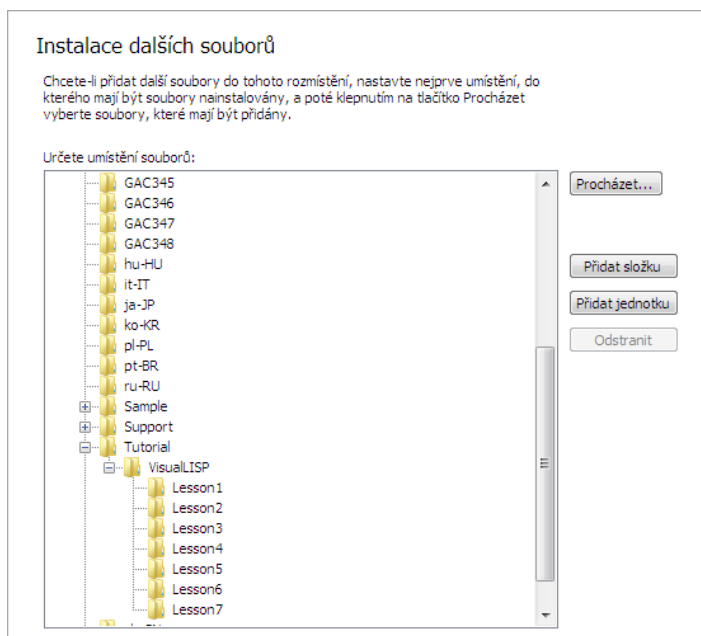 Instalace dalších souborů
Chcete-li přidat další soubory do tohoto rozmístění, nastavte nejprve umístění, do
kterého mají být soubory nainstalovány, a poté klepnutím na tlačítko Procházet
vyberte soubory, které mají být přidány.
Určete umístění souborů:
GAC345
Procházet...
GAC346
GAC347
GAC348
hu-HU
Přidat složku
it-IT
ja-JP
Přidat jednotku
ko-KR
pl-PL
Odstranit
pt-BR
ru-RU
Sample
Support
Tutorial
VisualLISP
Lesson1
Lesson2
Lesson3
Lesson4
Lesson5
Lesson6
Lesson7